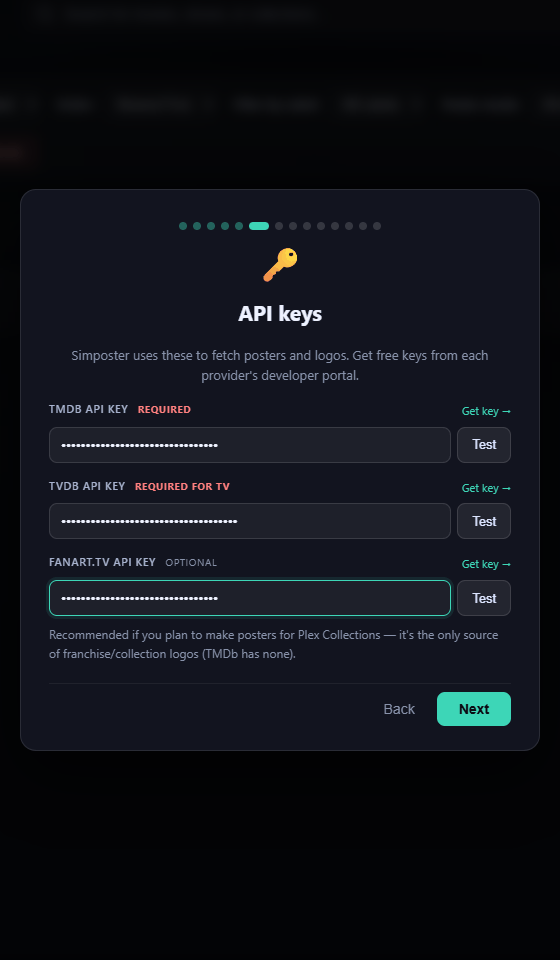 API keys
Simposter uses these to fetch posters and logos. Get free keys from each
provider's developer portal.
TMDB API KEY REQUIRED Get key →
•••••••••••••••••••••••••••••••• Test
TVDB API KEY REQUIRED FOR TV Get key →
•••••••••••••••••••••••••••••••••••• Test
FANART.TV API KEY OPTIONAL Get key →
•••••••••••••••••••••••••••••••• Test
Recommended if you plan to make posters for Plex Collections — it's the only source
of franchise/collection logos (TMDb has none).
Back Next